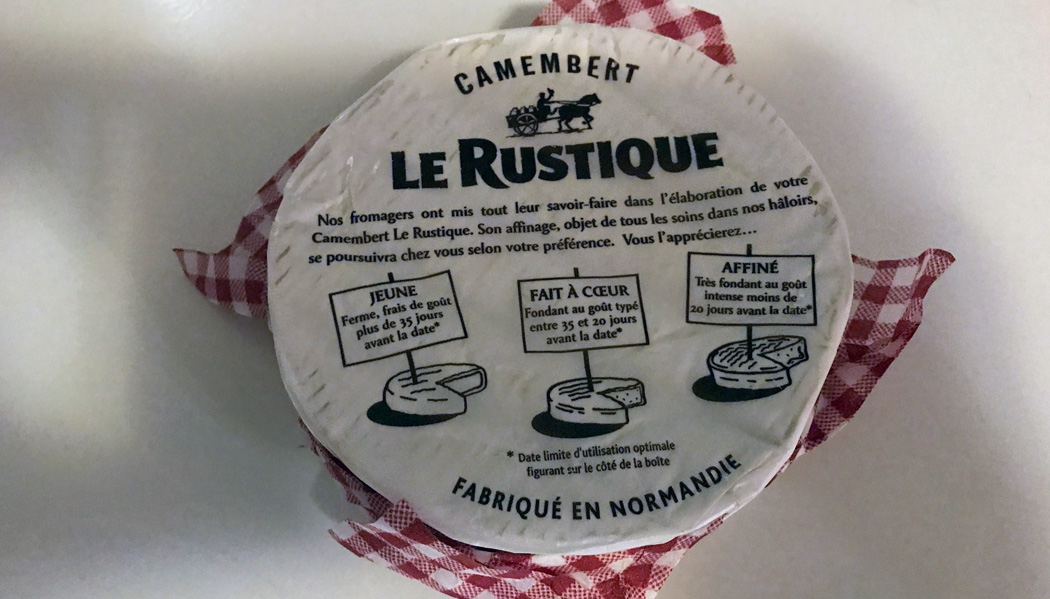 CAMEMBERT
LE RUSTIQUE
Nos fromagers ont mis tout leur savoir-faire dans l'élaboration de votre
Camembert Le Rustique. Son affinage, objet de tous les soins dans nos hâloirs,
se poursuivra chez vous selon votre préférence. Vous l'apprécierez...
JEUNE
Ferme, frais de goût
plus de 35 jours
avant la date*
FAIT À CŒUR
Fondant au goût typé
entre 35 et 20 jours
avant la date*
AFFINÉ
Très fondant au goût
intense moins de
20 jours avant la date*
* Date limite d'utilisation optimale
figurant sur le côté de la boîte
FABRIQUÉ EN NORMANDIE